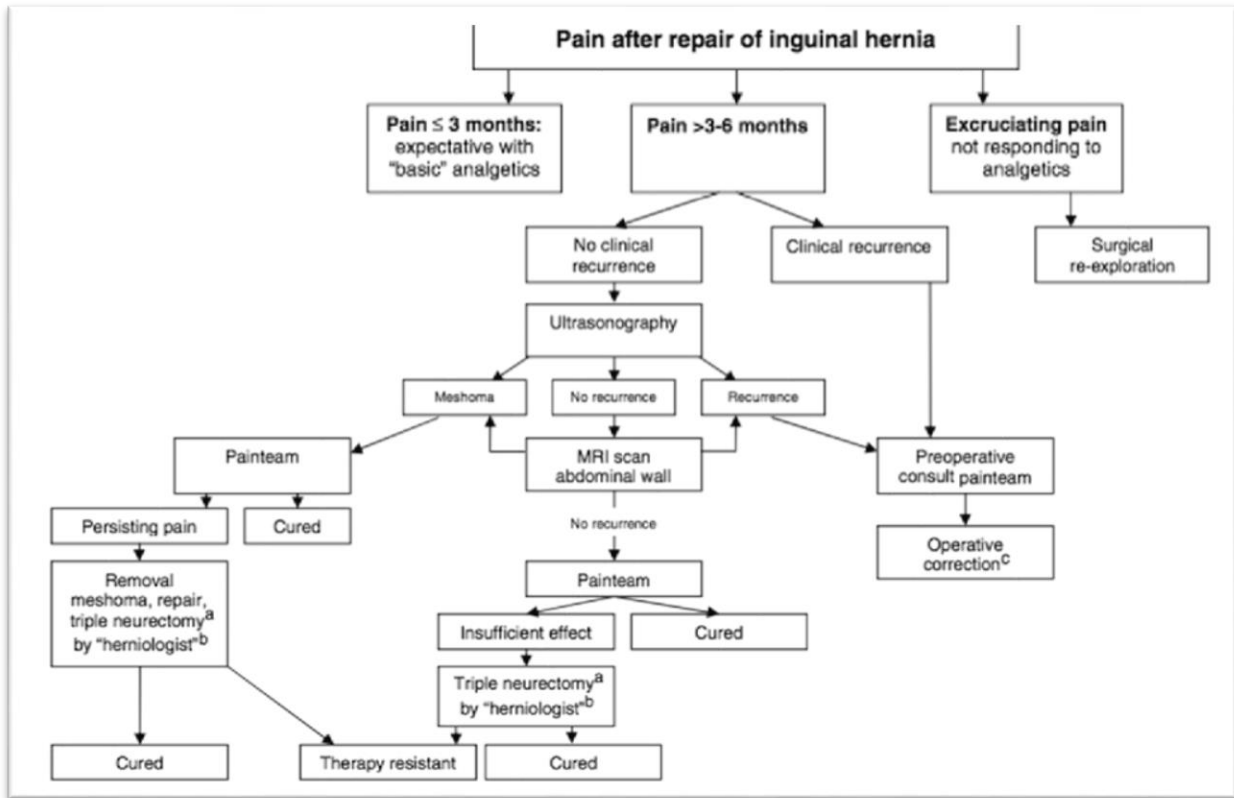 Pain after repair of inguinal hernia
Pain ≤ 3 months:
expectative with
"basic" analgetics
Pain >3-6 months
Excruciating pain
not responding to
analgetics
No clinical
recurrence
Clinical recurrence
Surgical
re-exploration
Ultrasonography
Meshoma
No recurrence
Recurrence
Painteam
MRI scan
abdominal wall
Preoperative
consult painteam
Persisting pain
Cured
No recurrence
Operative
correctionc
Removal
meshoma, repair,
triple neurectomya
by "herniologist"b
Painteam
Insufficient effect
Cured
Triple neurectomya
by "herniologist"b
Cured
Therapy resistant
Cured